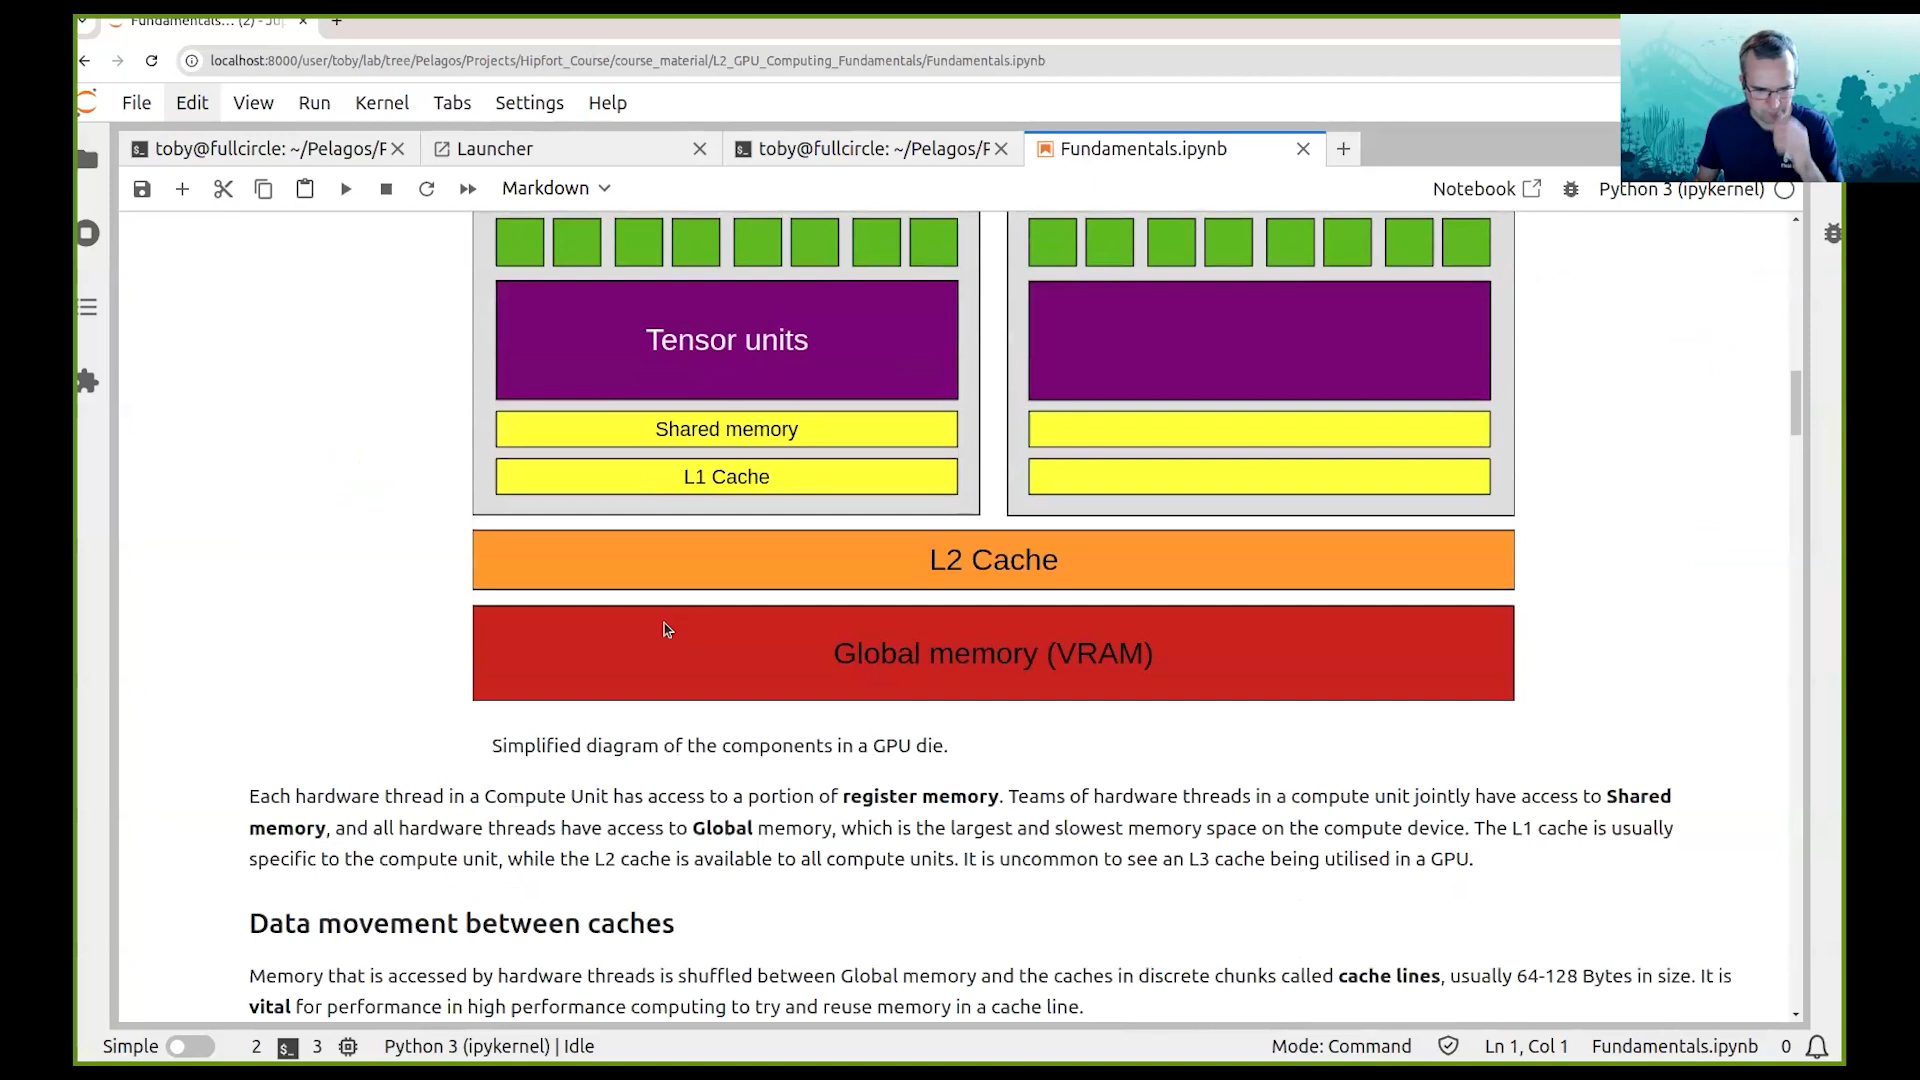 Fundamentals... (2) - Ju
localhost:8000/user/toby/lab/tree/Pelagos/Projects/Hipfort_Course/course_material/L2_GPU_Computing_Fundamentals/Fundamentals.ipynb
File Edit View Run Kernel Tabs Settings Help
toby@fullcircle: ~/Pelagos/P Launcher toby@fullcircle: ~/Pelagos/P Fundamentals.ipynb
Markdown Notebook Python 3 (ipykernel)
Tensor units
Shared memory
L1 Cache
L2 Cache
Global memory (VRAM)
Simplified diagram of the components in a GPU die.
Each hardware thread in a Compute Unit has access to a portion of register memory. Teams of hardware threads in a compute unit jointly have access to Shared
memory, and all hardware threads have access to Global memory, which is the largest and slowest memory space on the compute device. The L1 cache is usually
specific to the compute unit, while the L2 cache is available to all compute units. It is uncommon to see an L3 cache being utilised in a GPU.
Data movement between caches
Memory that is accessed by hardware threads is shuffled between Global memory and the caches in discrete chunks called cache lines, usually 64-128 Bytes in size. It is
vital for performance in high performance computing to try and reuse memory in a cache line.
Simple 2 3 Python 3 (ipykernel) | Idle Mode: Command Ln 1, Col 1 Fundamentals.ipynb 0